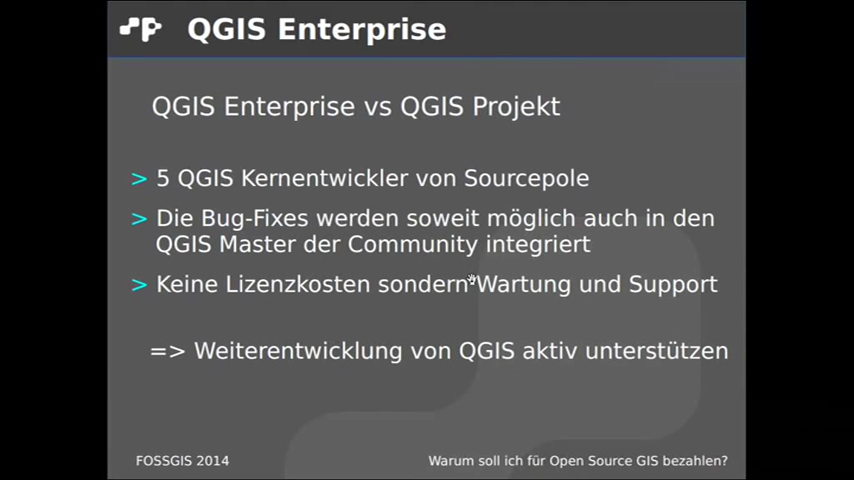 QGIS Enterprise
QGIS Enterprise vs QGIS Projekt
> 5 QGIS Kernentwickler von Sourcepole
> Die Bug-Fixes werden soweit möglich auch in den
QGIS Master der Community integriert
> Keine Lizenzkosten sondern Wartung und Support
=> Weiterentwicklung von QGIS aktiv unterstützen
FOSSGIS 2014
Warum soll ich für Open Source GIS bezahlen?